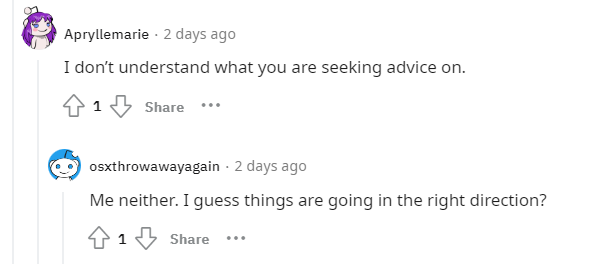 Apryllemarie · 2 days ago
I don’t understand what you are seeking advice on.
1 Share ···
osxthrowawayagain · 2 days ago
Me neither. I guess things are going in the right direction?
1 Share ···